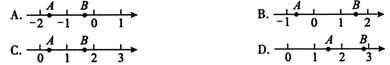 A. A B -2 -1 0 1
B. A B -1 0 1 2
C. A B 0 1 2 3
D. A B 0 1 2 3